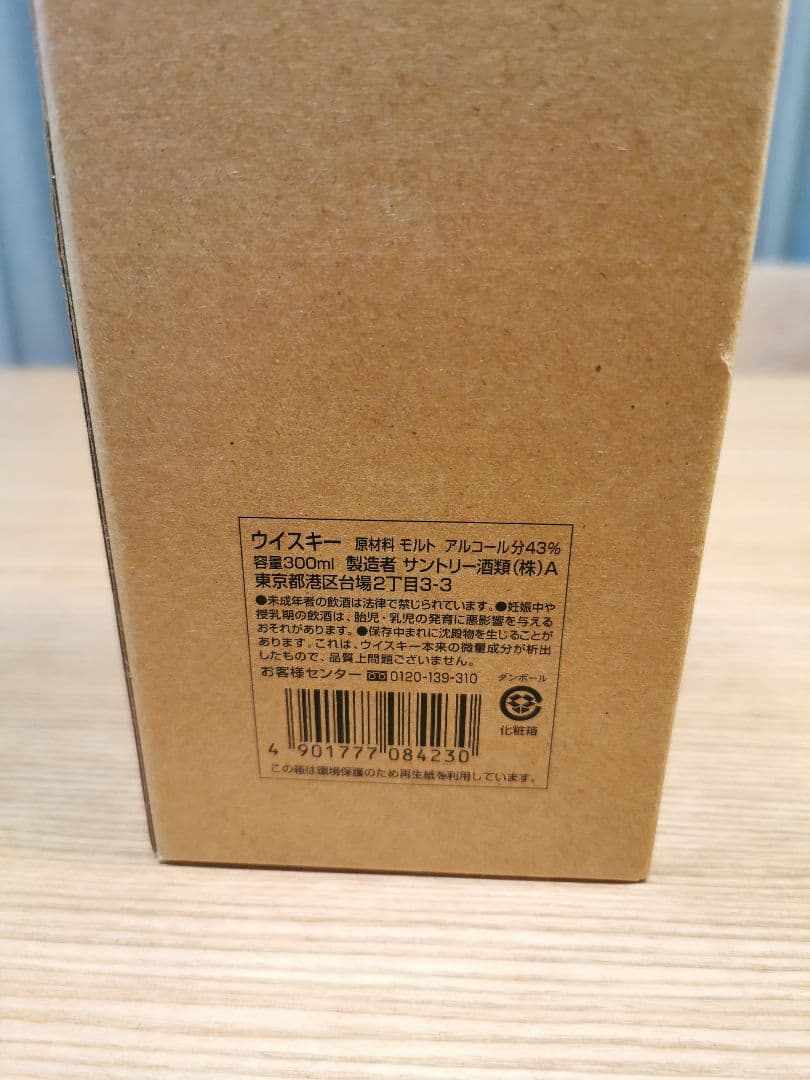 ウイスキー 原材料 モルト アルコール分43%
容量300ml 製造者 サントリー酒類(株)A
東京都港区台場2丁目3-3
●未成年者の飲酒は法律で禁じられています。●妊娠中や
授乳期の飲酒は、胎児・乳児の発育に悪影響を与える
おそれがあります。●保存中まれに沈殿物を生じることが
あります。これは、ウイスキー本来の微量成分が析出
したもので、品質上問題ございません。
お客様センター 0120-139-310 ダンボール
化粧箱
4 901777 084230
この箱は環境保護のため再生紙を利用しています。